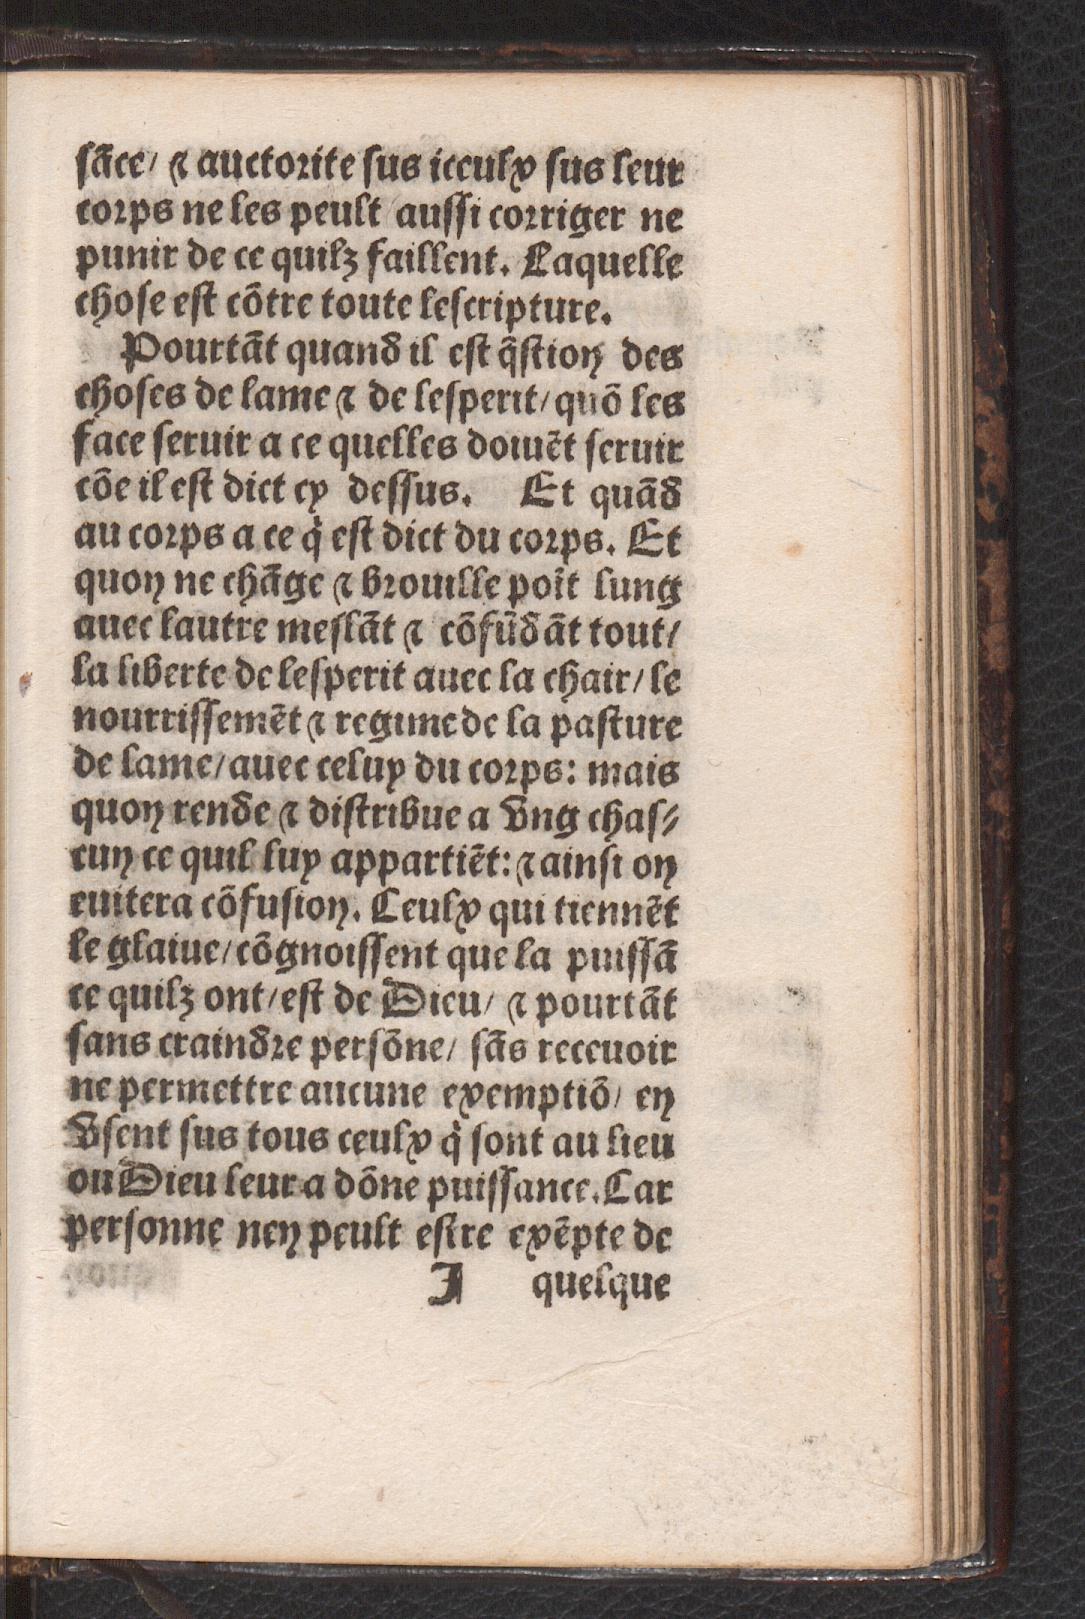 sãce/ ⁊ auctorite sus iceulx sus leur
corps ne les peult aussi corriger ne
punir de ce quilz faillent. Laquelle
chose est cõtre toute lescripture.
Pourtãt quand il est q̃stion des
choses de lame ⁊ de lesperit/ quõ les
face seruir a ce quelles doiuẽt seruir
cõe il est dict cy dessus. Et quãd
au corps a ce q̇ est dict du corps. Et
quon ne chãge ⁊ brouille poĩt lung
auec lautre meslãt ⁊ cõfũdãt tout/
la liberte de lesperit auec la chair/ le
nourrissemẽt ⁊ regime de la pasture
de lame/ auec celuy du corps: mais
quon rende ⁊ distribue a vng chas⸗
cun ce quil luy appartiẽt: ⁊ ainsi on
euitera cõfusion. Ceulx qui tiennẽt
le glaiue/ cõgnoissent que la puissã
ce quilz ont/ est de Dieu/ ⁊ pourtãt
sans craindre persõne/ sãs receuoir
ne permettre aucune exemptiõ/ en
vsent sus tous ceulx q̇ sont au lieu
ou Dieu leur a dõne puissance. Car
personne nen peult estre exẽpte de
I quelque